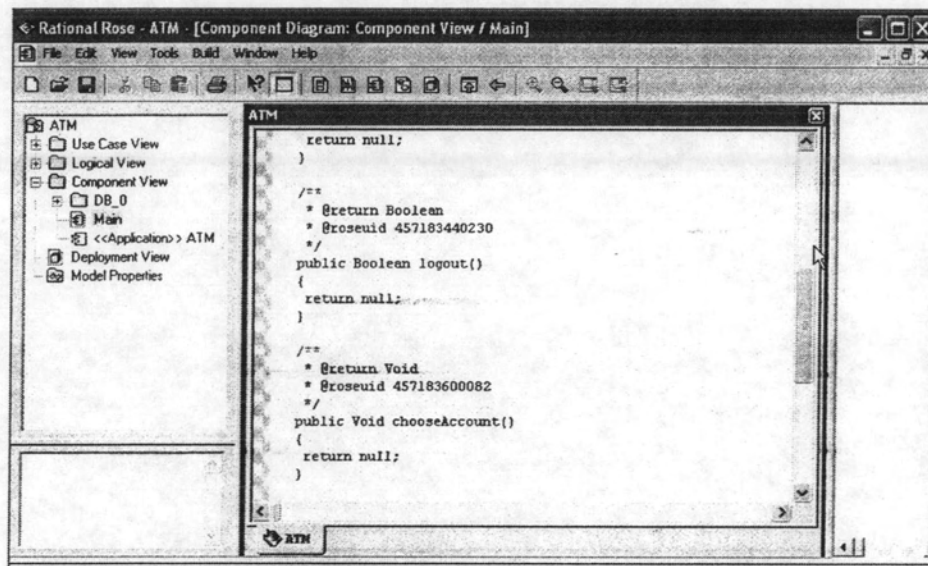 Rational Rose - ATM - [Component Diagram: Component View / Main]
File Edit View Tools Build Window Help
ATM
Use Case View
Logical View
Component View
DB_0
Main
<<Application>> ATM
Deployment View
Model Properties
ATM
return null;
}
/**
* @return Boolean
* @roseuid 457183440230
*/
public Boolean logout()
{
return null;
}
/**
* @return Void
* @roseuid 457183600082
*/
public Void chooseAccount()
{
return null;
}
ATM